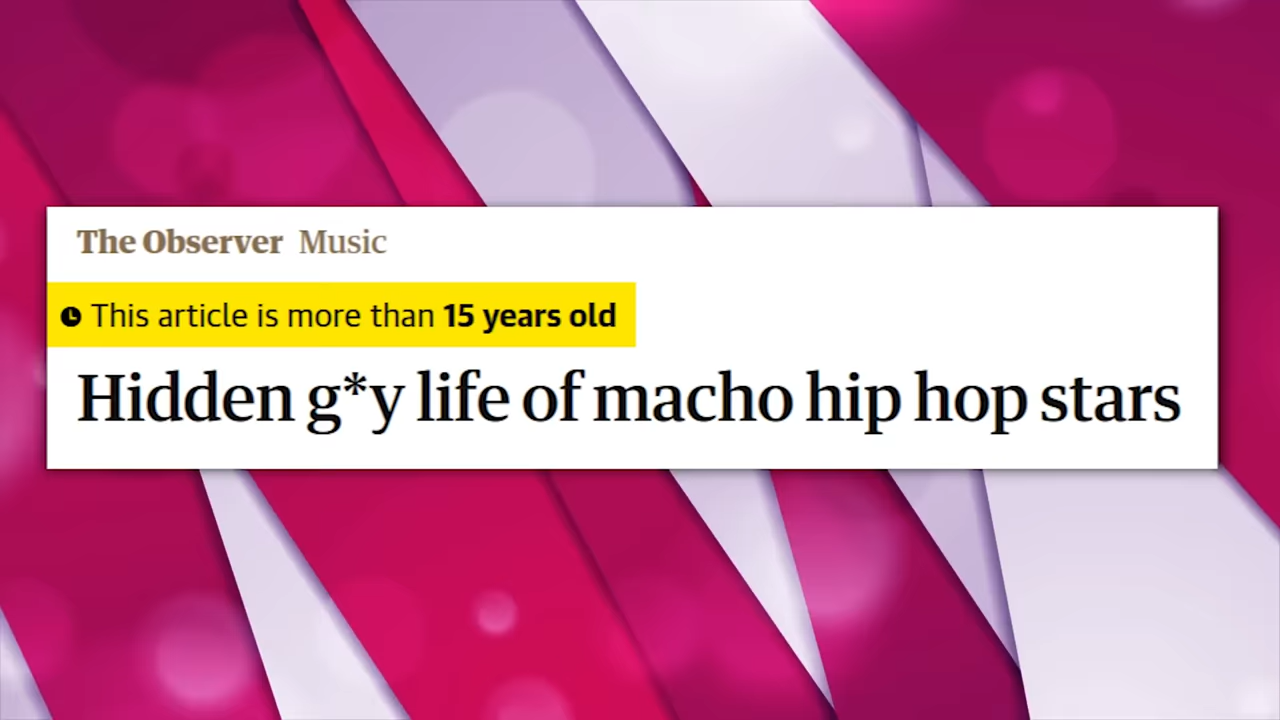 The Observer Music
This article is more than 15 years old
Hidden g*y life of macho hip hop stars